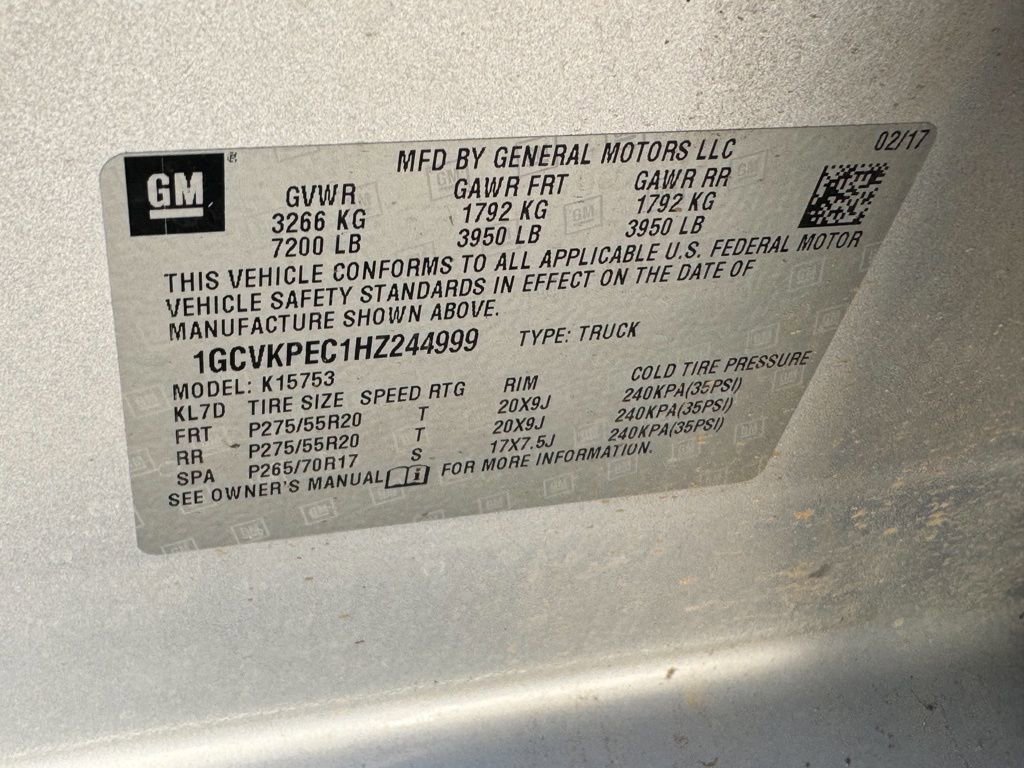 GM
MFD BY GENERAL MOTORS LLC 02/17
GVWR GAWR FRT GAWR RR
3266 KG 1792 KG 1792 KG
7200 LB 3950 LB 3950 LB
THIS VEHICLE CONFORMS TO ALL APPLICABLE U.S. FEDERAL MOTOR
VEHICLE SAFETY STANDARDS IN EFFECT ON THE DATE OF
MANUFACTURE SHOWN ABOVE.
1GCVKPEC1HZ244999 TYPE: TRUCK
MODEL: K15753
KL7D TIRE SIZE SPEED RTG RIM COLD TIRE PRESSURE
FRT P275/55R20 T 20X9J 240KPA(35PSI)
RR P275/55R20 T 20X9J 240KPA(35PSI)
SPA P265/70R17 S 17X7.5J 240KPA(35PSI)
SEE OWNER'S MANUAL FOR MORE INFORMATION.